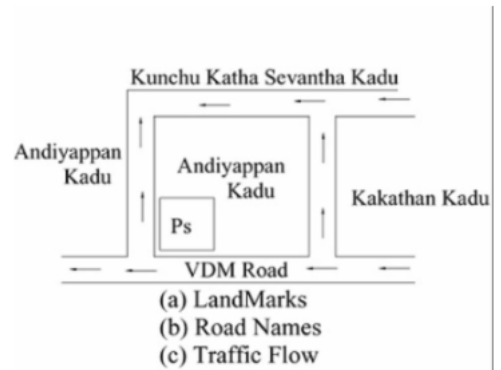 Kunchu Katha Sevantha Kadu
Andiyappan
Kadu
Andiyappan
Kadu
Kakathan Kadu
Ps
VDM Road
(a) LandMarks
(b) Road Names
(c) Traffic Flow